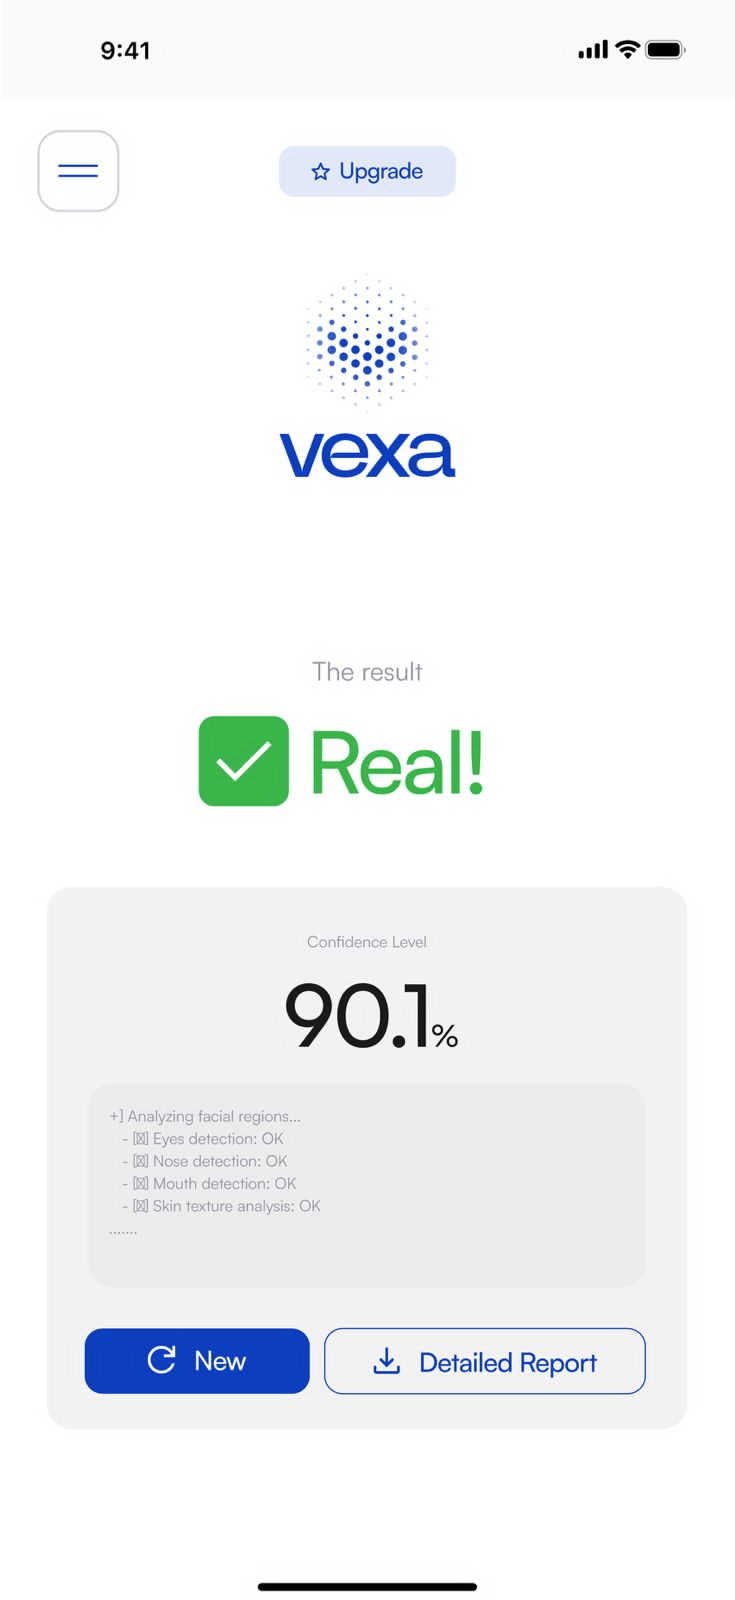 9:41
Upgrade
vexa
The result
Real!
Confidence Level
90.1%
+] Analyzing facial regions...
- [☒] Eyes detection: OK
- [☒] Nose detection: OK
- [☒] Mouth detection: OK
- [☒] Skin texture analysis: OK
.......
New
Detailed Report